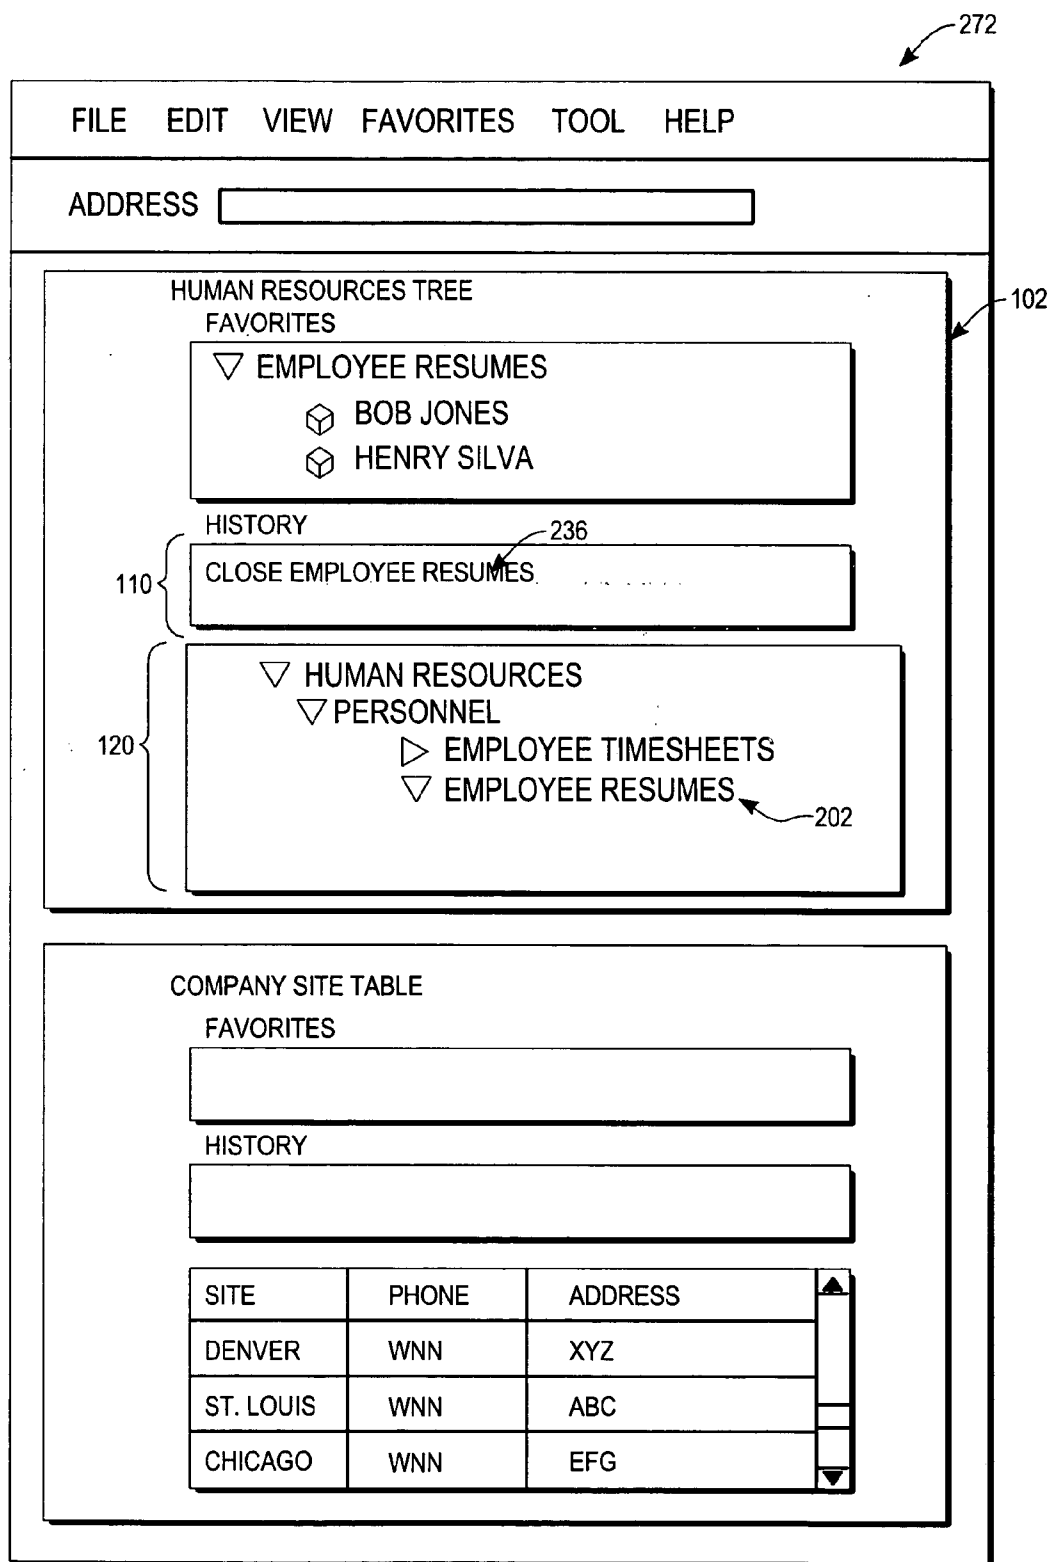 272
FILE EDIT VIEW FAVORITES TOOL HELP
ADDRESS
HUMAN RESOURCES TREE
102
FAVORITES
EMPLOYEE RESUMES
BOB JONES
HENRY SILVA
HISTORY
236
110
CLOSE EMPLOYEE RESUMES
HUMAN RESOURCES
PERSONNEL
120
EMPLOYEE TIMESHEETS
EMPLOYEE RESUMES
202
COMPANY SITE TABLE
FAVORITES
HISTORY
SITE PHONE ADDRESS
DENVER WNN XYZ
ST. LOUIS WNN ABC
CHICAGO WNN EFG